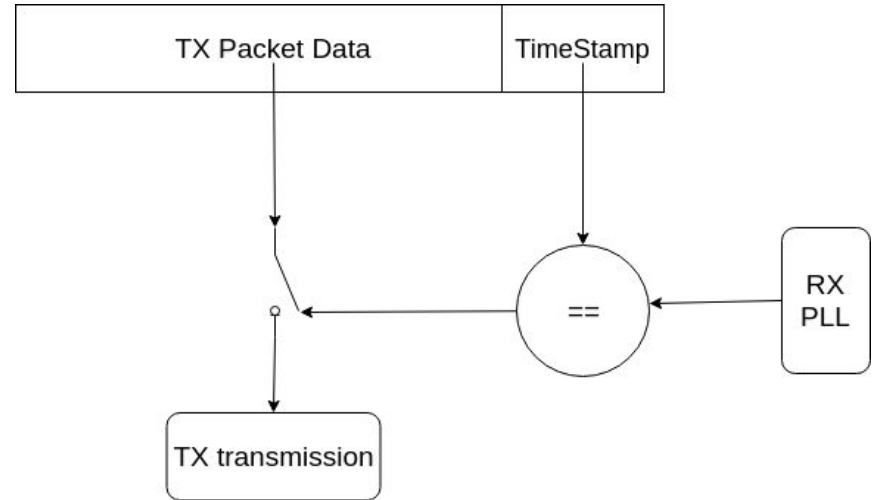 TX Packet Data
TimeStamp
==
RX
PLL
TX transmission